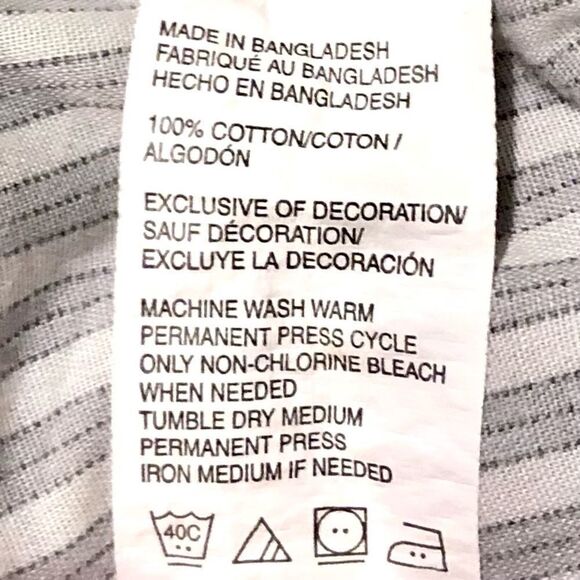 MADE IN BANGLADESH
FABRIQUÉ AU BANGLADESH
HECHO EN BANGLADESH
100% COTTON/COTON /
ALGODÓN
EXCLUSIVE OF DECORATION/
SAUF DÉCORATION/
EXCLUYE LA DECORACIÓN
MACHINE WASH WARM
PERMANENT PRESS CYCLE
ONLY NON-CHLORINE BLEACH
WHEN NEEDED
TUMBLE DRY MEDIUM
PERMANENT PRESS
IRON MEDIUM IF NEEDED
40C